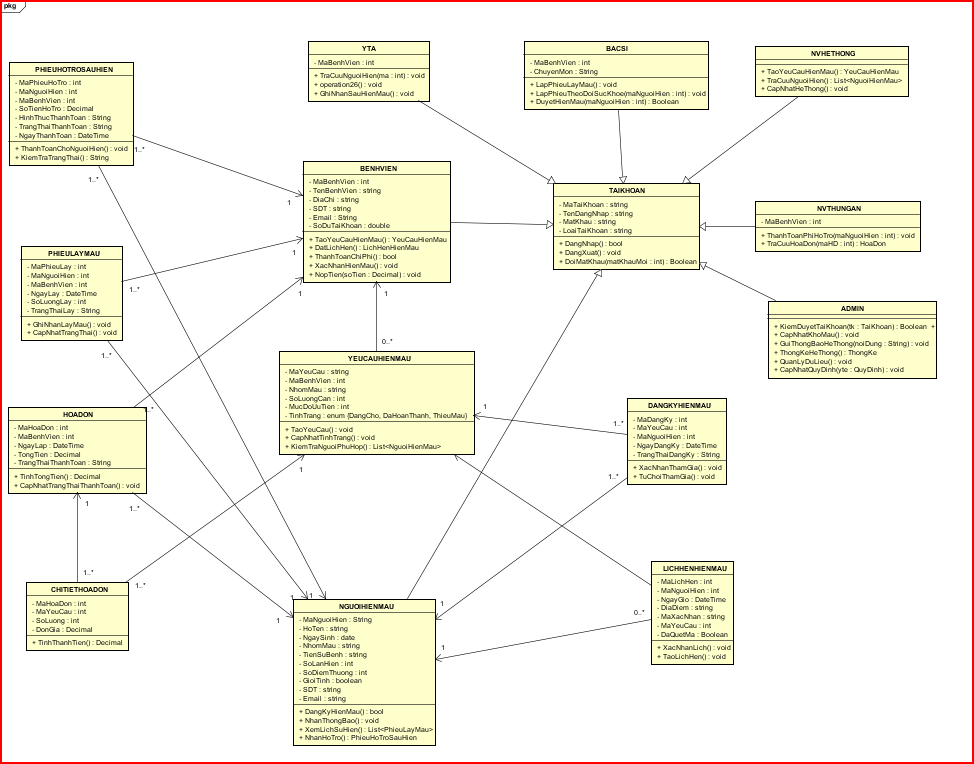 pkg
YTA
- MaBenhVien : int
+ TraCuuNguoiHien(ma : int) : void
+ operation26() : void
+ GhiNhanSauHienMau() : void
BACSI
- MaBenhVien : int
- ChuyenMon : String
+ LapPhieuLayMau() : void
+ LapPhieuTheoDoiSucKhoe(maNguoiHien : int) : void
+ DuyetHienMau(maNguoiHien : int) : Boolean
NVHETHONG
+ TaoYeuCauHienMau() : YeuCauHienMau
+ TraCuuNguoiHien() : List<NguoiHienMau>
+ CapNhatHeThong() : void
PHIEUHOTROSAUHIEN
- MaPhieuHoTro : int
- MaNguoiHien : int
- MaBenhVien : int
- SoTienHoTro : Decimal
- HinhThucThanhToan : String
- TrangThaiThanhToan : String
- NgayThanhToan : DateTime
+ ThanhToanChoNguoiHien() : void
+ KiemTraTrangThai() : String
1..*
1..*
1
BENHVIEN
- MaBenhVien : int
- TenBenhVien : string
- DiaChi : string
- SDT : string
- Email : String
- SoDuTaiKhoan : double
+ TaoYeuCauHienMau() : YeuCauHienMau
+ DatLichHen() : LichHenHienMau
+ ThanhToanChiPhi() : bool
+ XacNhanHienMau() : void
+ NopTien(soTien : Decimal) : void
TAIKHOAN
- MaTaiKhoan : string
- TenDangNhap : string
- MatKhau : string
- LoaiTaiKhoan : string
+ DangNhap() : bool
+ DangXuat() : void
+ DoiMatKhau(matKhauMoi : int) : Boolean
NVTHUNGAN
- MaBenhVien : int
+ ThanhToanPhiHoTro(maNguoiHien : int) : void
+ TraCuuHoaDon(maHD : int) : HoaDon
PHIEULAYMAU
- MaPhieuLay : int
- MaNguoiHien : int
- MaBenhVien : int
- NgayLay : DateTime
- SoLuongLay : int
- TrangThaiLay : String
+ GhiNhanLayMau() : void
+ CapNhatTrangThai() : void
1
1..*
1
1
1..*
0..*
ADMIN
+ KiemDuyetTaiKhoan(tk : TaiKhoan) : Boolean +
+ CapNhatKhoMau() : void
+ GuiThongBaoHeThong(noiDung : String) : void
+ ThongKeHeThong() : ThongKe
+ QuanLyDuLieu() : void
+ CapNhatQuyDinh(yte : QuyDinh) : void
YEUCAUHIENMAU
- MaYeuCau : string
- MaBenhVien : int
- NhomMau : string
- SoLuongCan : int
- MucDoUuTien : int
- TinhTrang : enum {DangCho, DaHoanThanh, ThieuMau}
+ TaoYeuCau() : void
+ CapNhatTinhTrang() : void
+ KiemTraNguoiPhuHop() : List<NguoiHienMau>
1
1..*
DANGKYHIENMAU
- MaDangKy : int
- MaYeuCau : int
- MaNguoiHien : int
- NgayDangKy : DateTime
- TrangThaiDangKy : String
+ XacNhanThamGia() : void
+ TuChoiThamGia() : void
1..*
HOADON
- MaHoaDon : int
- MaBenhVien : int
- NgayLap : DateTime
- TongTien : Decimal
- TrangThaiThanhToan : String
+ TinhTongTien() : Decimal
+ CapNhatTrangThaiThanhToan() : void
1..*
1
1..*
1
1..*
1..*
CHITIETHOADON
- MaHoaDon : int
- MaYeuCau : int
- SoLuong : int
- DonGia : Decimal
+ TinhThanhTien() : Decimal
LICHHENHIENMAU
- MaLichHen : int
- MaNguoiHien : int
- NgayGio : DateTime
- DiaDiem : string
- MaXacNhan : string
- MaYeuCau : int
- DaQuetMa : Boolean
+ XacNhanLich() : void
+ TaoLichHen() : void
0..*
1
1
1
1
1
NGUOIHIENMAU
- MaNguoiHien : String
- HoTen : string
- NgaySinh : date
- NhomMau : string
- TienSuBenh : string
- SoLanHien : int
- SoDiemThuong : int
- GioiTinh : boolean
- SDT : string
- Email : string
+ DangKyHienMau() : bool
+ NhanThongBao() : void
+ XemLichSuHien() : List<PhieuLayMau>
+ NhanHoTro() : PhieuHoTroSauHien